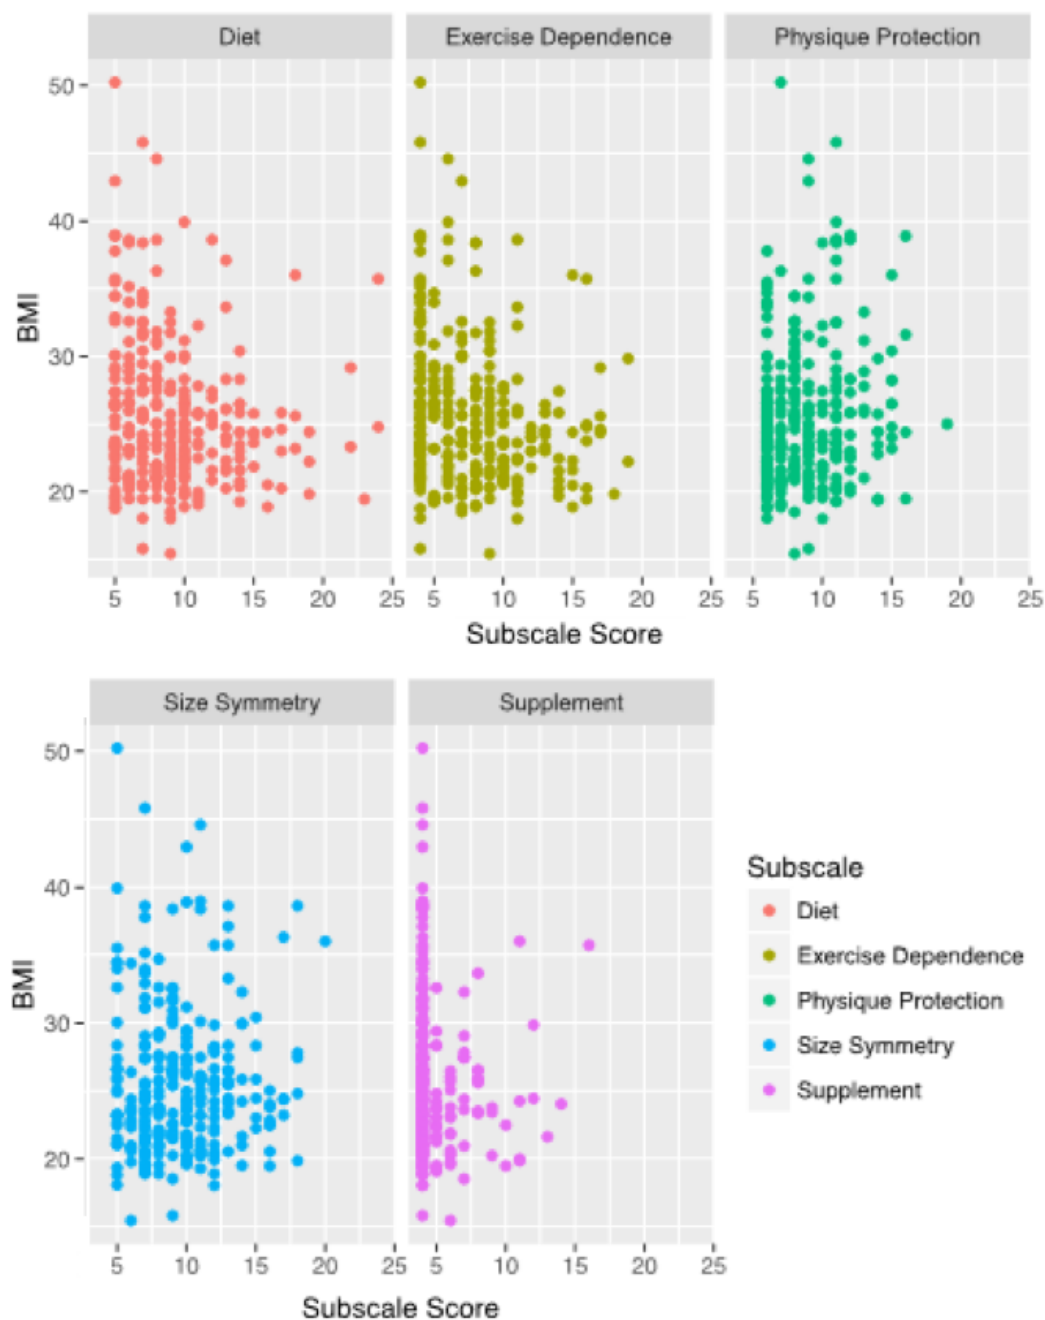 Diet Exercise Dependence Physique Protection
50
40
30
20
BMI
5 10 15 20 25 5 10 15 20 25 5 10 15 20 25
Subscale Score
Size Symmetry Supplement
50
40
30
20
BMI
5 10 15 20 25 5 10 15 20 25
Subscale Score
Subscale
Diet
Exercise Dependence
Physique Protection
Size Symmetry
Supplement